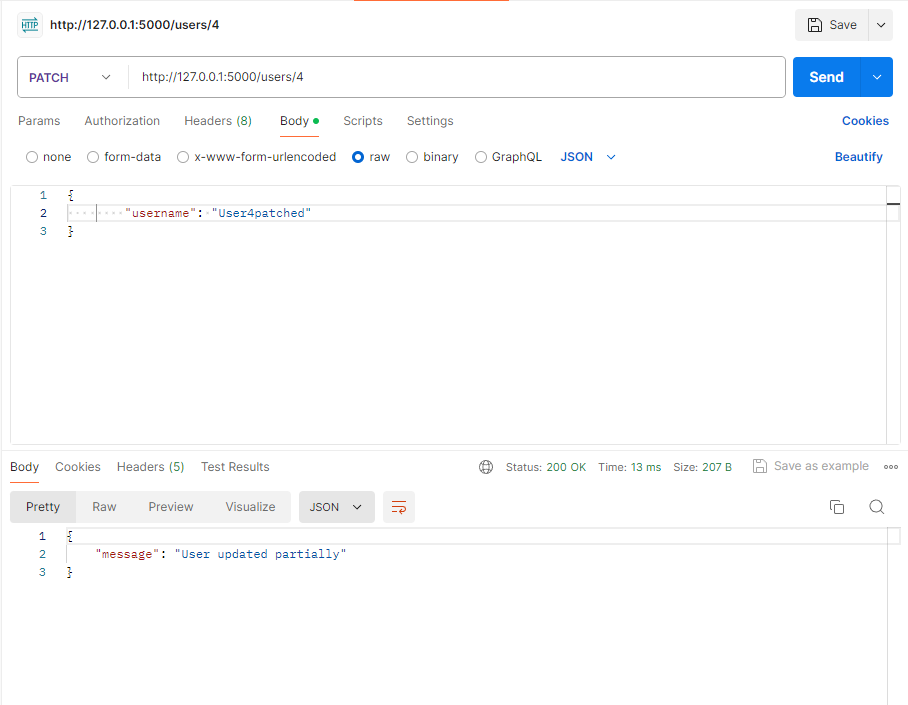 HTTP http://127.0.0.1:5000/users/4 Save
PATCH http://127.0.0.1:5000/users/4 Send
Params Authorization Headers (8) Body Scripts Settings Cookies
none form-data x-www-form-urlencoded raw binary GraphQL JSON Beautify
1 {
2 "username": "User4patched"
3 }
Body Cookies Headers (5) Test Results Status: 200 OK Time: 13 ms Size: 207 B Save as example
Pretty Raw Preview Visualize JSON
1 {
2 "message": "User updated partially"
3 }